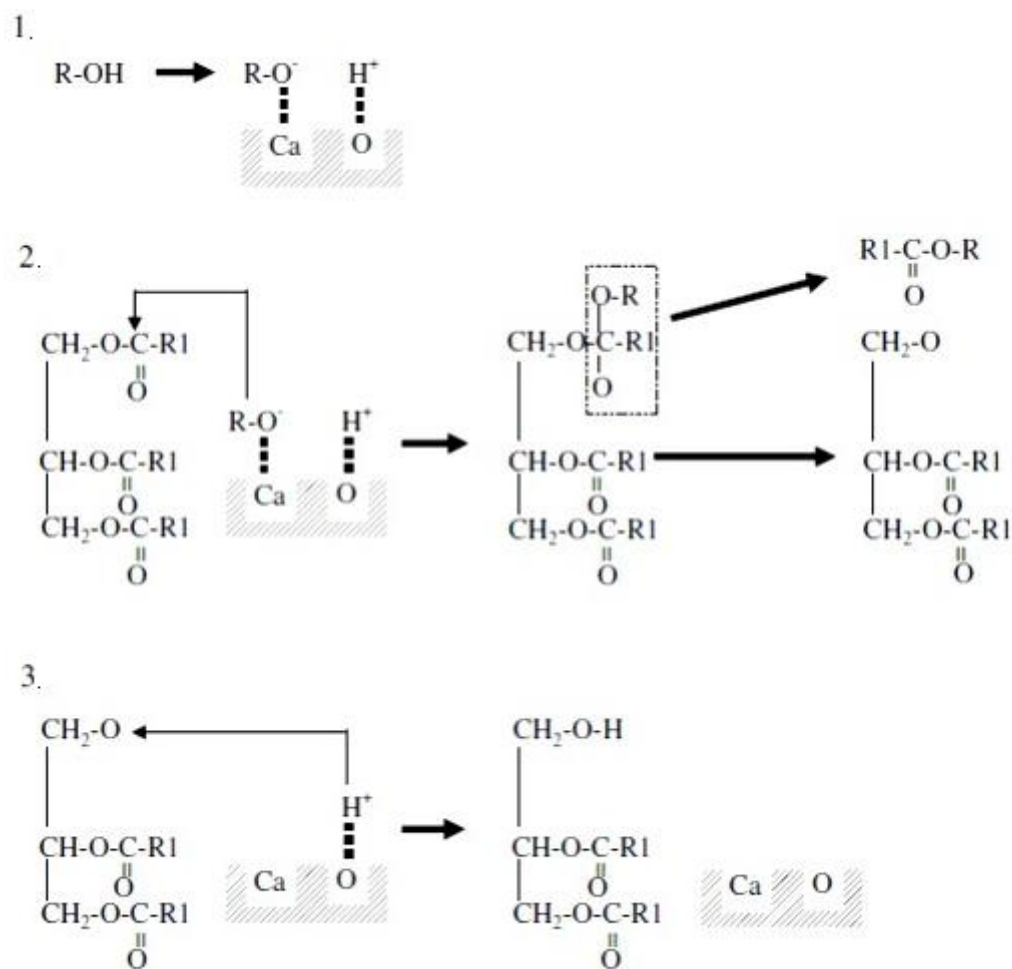 1.
R-OH R-O⁻ H⁺
Ca O
2.
R1-C-O-R
O
O-R
CH₂-O-C-R1 CH₂-O-C-R1 CH₂-O
O O
R-O⁻ H⁺
CH-O-C-R1 Ca O CH-O-C-R1 CH-O-C-R1
O O O
CH₂-O-C-R1 CH₂-O-C-R1 CH₂-O-C-R1
O O O
3.
CH₂-O CH₂-O-H
H⁺
CH-O-C-R1 CH-O-C-R1
O Ca O O Ca O
CH₂-O-C-R1 CH₂-O-C-R1
O O